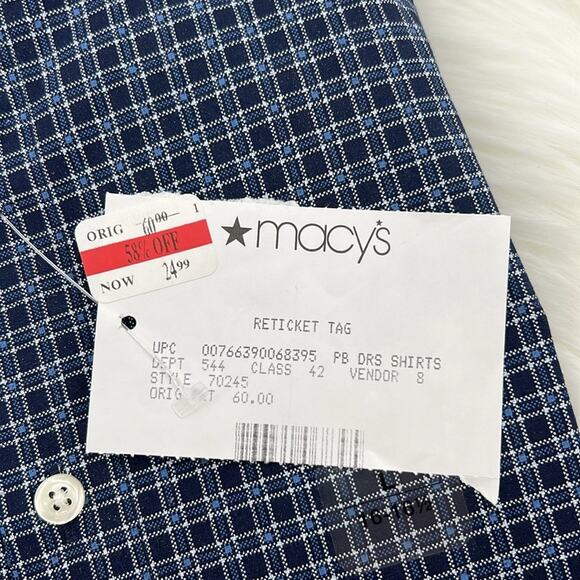 ORIG 60.00 1
58% OFF
NOW 24.99
★macy's
RETICKET TAG
UPC 00766390068395 PB DRS SHIRTS
DEPT 544 CLASS 42 VENDOR 8
STYLE 70245
ORIG 60.00
L
16-16½